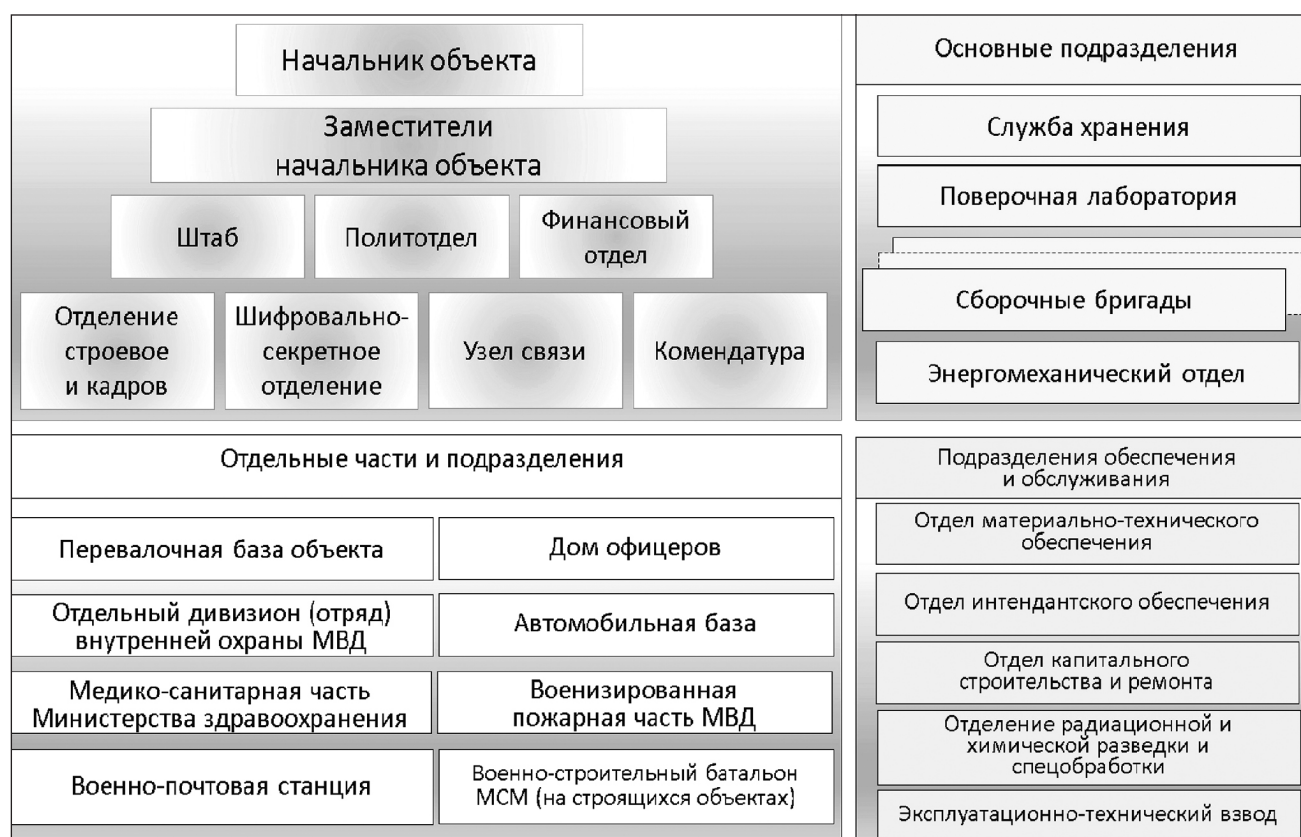 Начальник объекта
Заместители
начальника объекта
Штаб
Политотдел
Финансовый
отдел
Отделение
строевое
и кадров
Шифровально-
секретное
отделение
Узел связи
Комендатура
Основные подразделения
Служба хранения
Поверочная лаборатория
Сборочные бригады
Энергомеханический отдел
Отдельные части и подразделения
Перевалочная база объекта
Дом офицеров
Отдельный дивизион (отряд)
внутренней охраны МВД
Автомобильная база
Медико-санитарная часть
Министерства здравоохранения
Военизированная
пожарная часть МВД
Военно-почтовая станция
Военно-строительный батальон
МСМ (на строящихся объектах)
Подразделения обеспечения
и обслуживания
Отдел материально-технического
обеспечения
Отдел интендантского обеспечения
Отдел капитального
строительства и ремонта
Отделение радиационной и
химической разведки и
спецобработки
Эксплуатационно-технический взвод